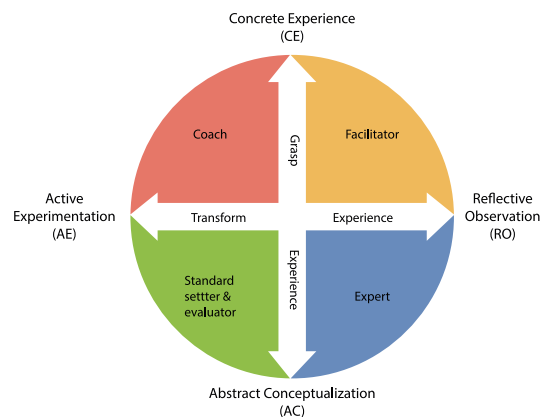 Concrete Experience
(CE)
Coach
Grasp
Facilitator
Active
Experimentation
(AE)
Transform
Experience
Reflective
Observation
(RO)
Experience
Standard
settter &
evaluator
Expert
Abstract Conceptualization
(AC)